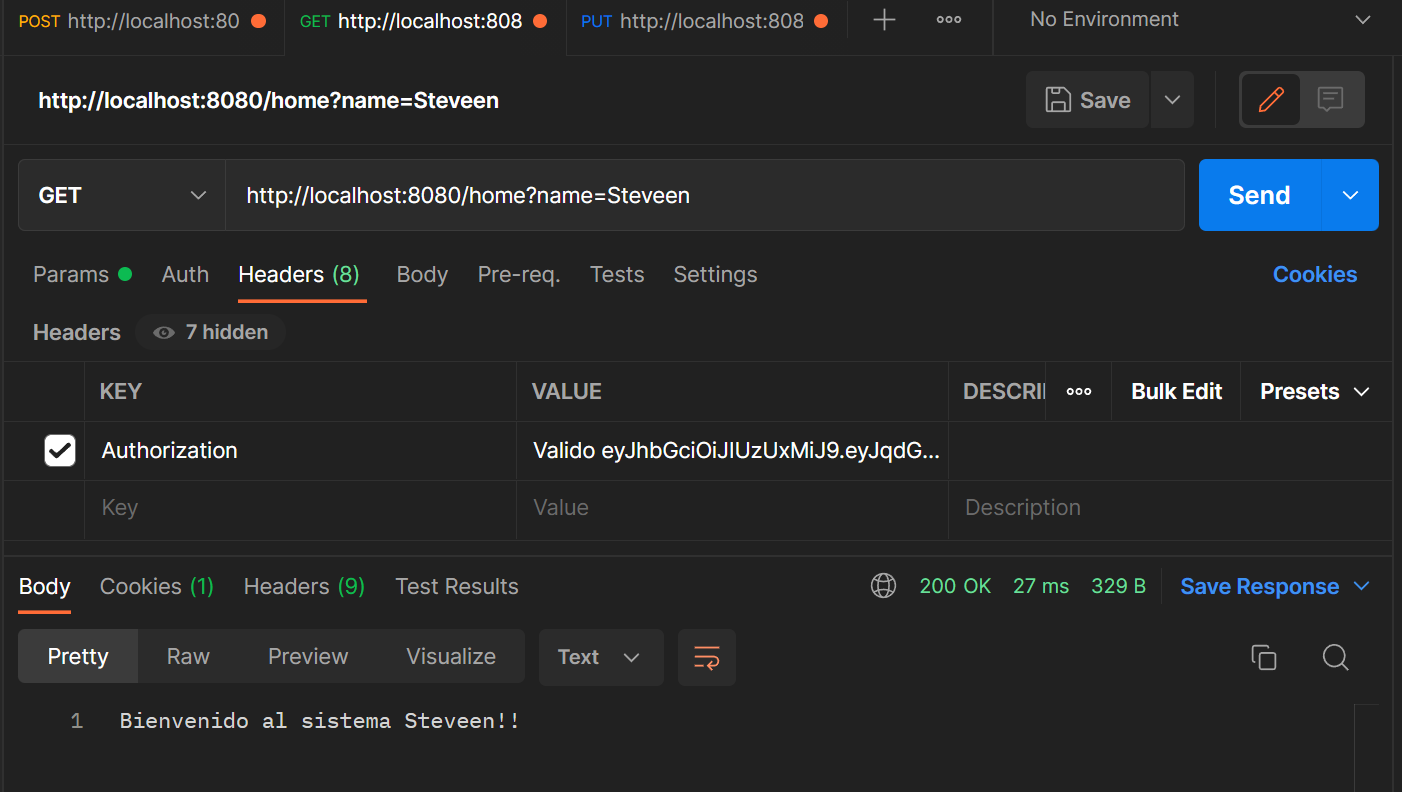 POST http://localhost:80 GET http://localhost:808 PUT http://localhost:808 No Environment
http://localhost:8080/home?name=Steveen Save
GET http://localhost:8080/home?name=Steveen Send
Params Auth Headers (8) Body Pre-req. Tests Settings Cookies
Headers 7 hidden
KEY VALUE DESCRI Bulk Edit Presets
Authorization Valido eyJhbGciOiJIUzUxMiJ9.eyJqdG...
Key Value Description
Body Cookies (1) Headers (9) Test Results 200 OK 27 ms 329 B Save Response
Pretty Raw Preview Visualize Text
1 Bienvenido al sistema Steveen!!